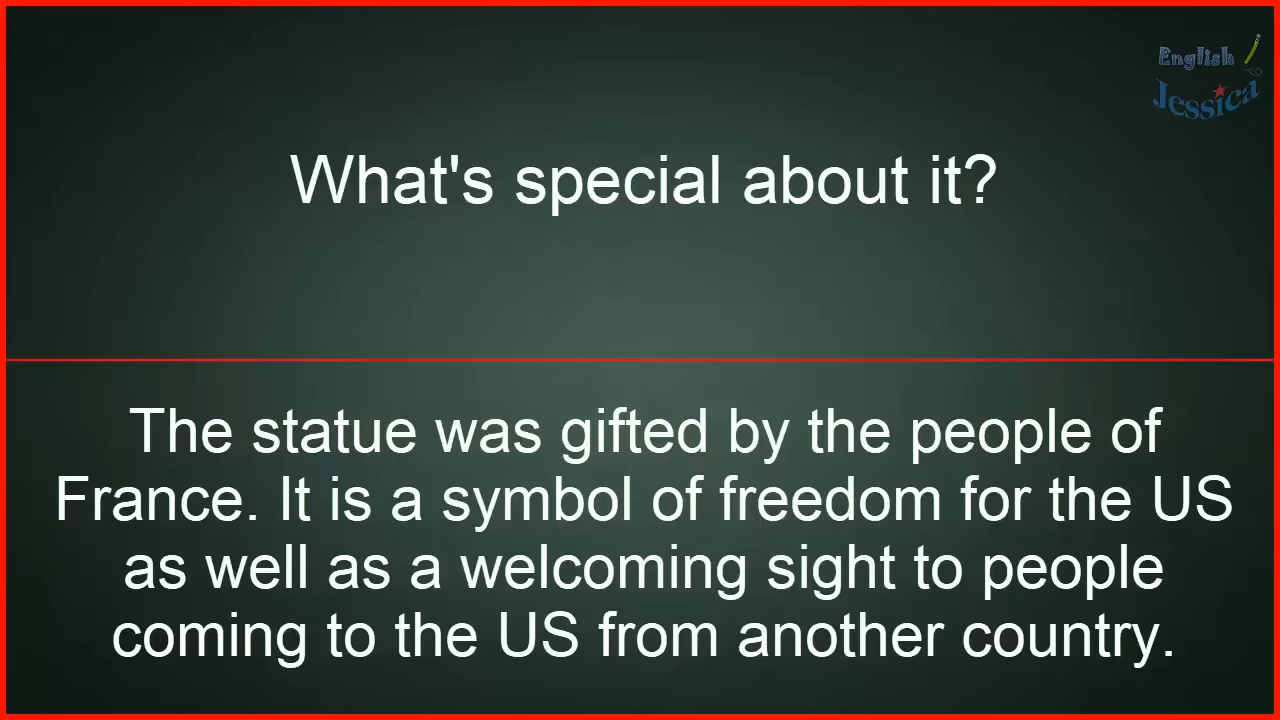 English
Jessica
What's special about it?
The statue was gifted by the people of
France. It is a symbol of freedom for the US
as well as a welcoming sight to people
coming to the US from another country.